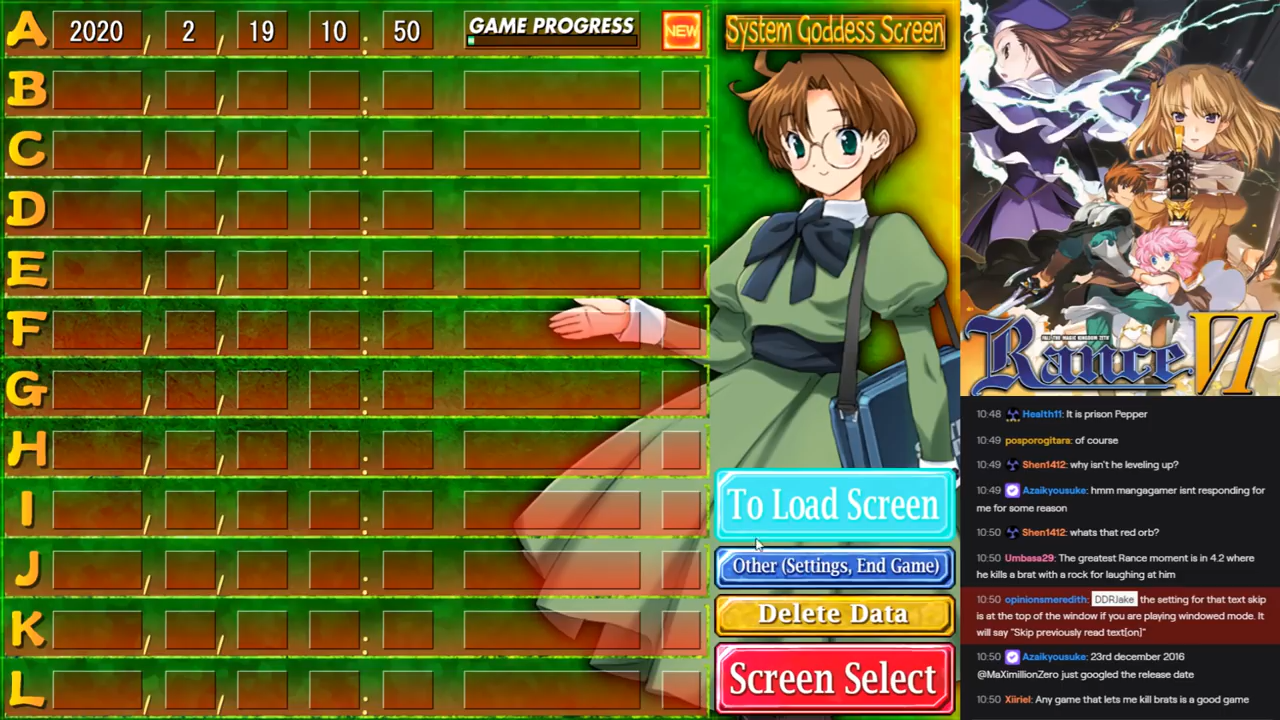 A 2020, 2, 19 10:50 GAME PROGRESS NEW
B , , :
C , , :
D , , :
E , , :
F , , :
G , , :
H , , :
I , , :
J , , :
K , , :
L , , :
System Goddess Screen
To Load Screen
Other (Settings, End Game)
Delete Data
Screen Select
Rance VI
10:48 Health11: It is prison Pepper
10:49 posporogitara: of course
10:49 Shen1412: why isn't he leveling up?
10:49 Azaikyousuke: hmm mangagamer isnt responding for
me for some reason
10:50 Shen1412: whats that red orb?
10:50 Umbasa29: The greatest Rance moment is in 4.2 where
he kills a brat with a rock for laughing at him
10:50 opinionsmeredith: DDRJake the setting for that text skip
is at the top of the window if you are playing windowed mode. It
will say "Skip previously read text[on]"
10:50 Azaikyousuke: 23rd december 2016
@MaXimillionZero just googled the release date
10:50 Xiiriel: Any game that lets me kill brats is a good game